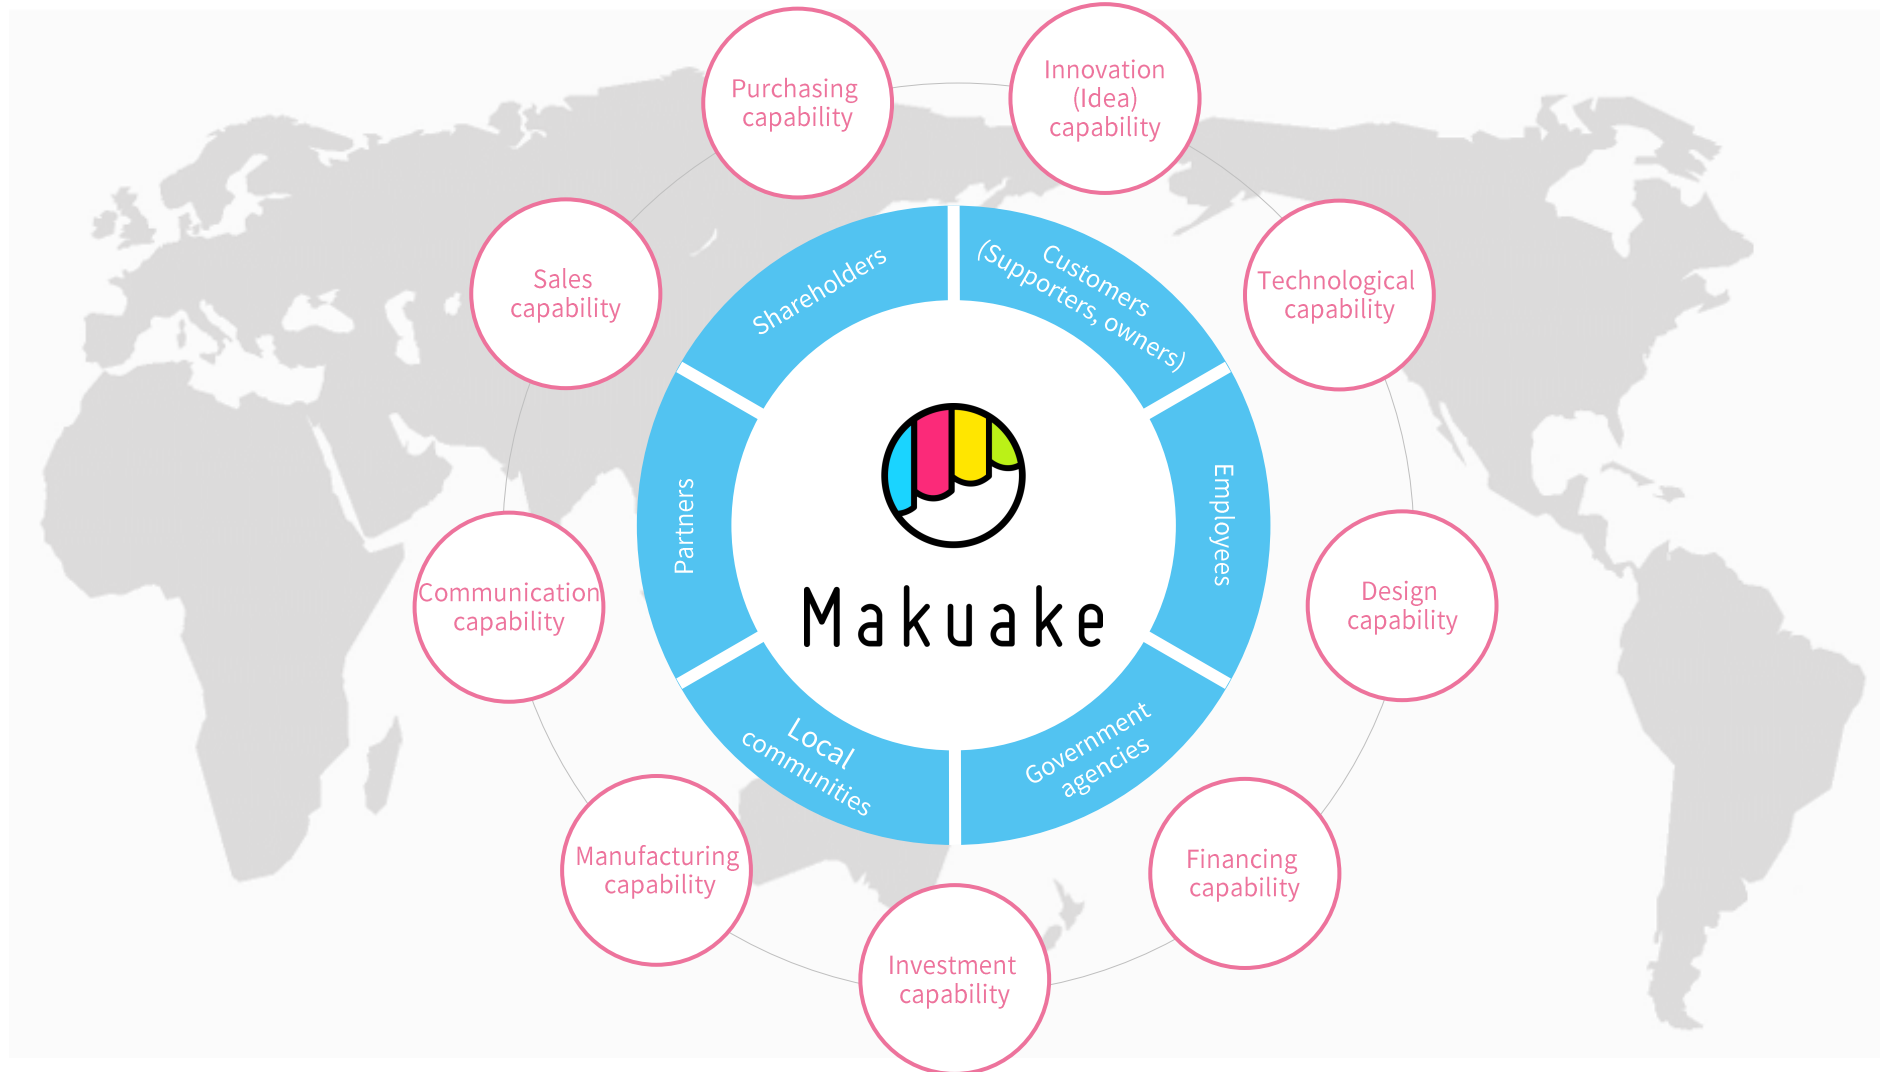 Purchasing
capability
Innovation
(Idea)
capability
Sales
capability
Technological
capability
Shareholders
Customers
(Supporters, owners)
Partners
Employees
Makuake
Communication
capability
Design
capability
Local
communities
Government
agencies
Manufacturing
capability
Financing
capability
Investment
capability